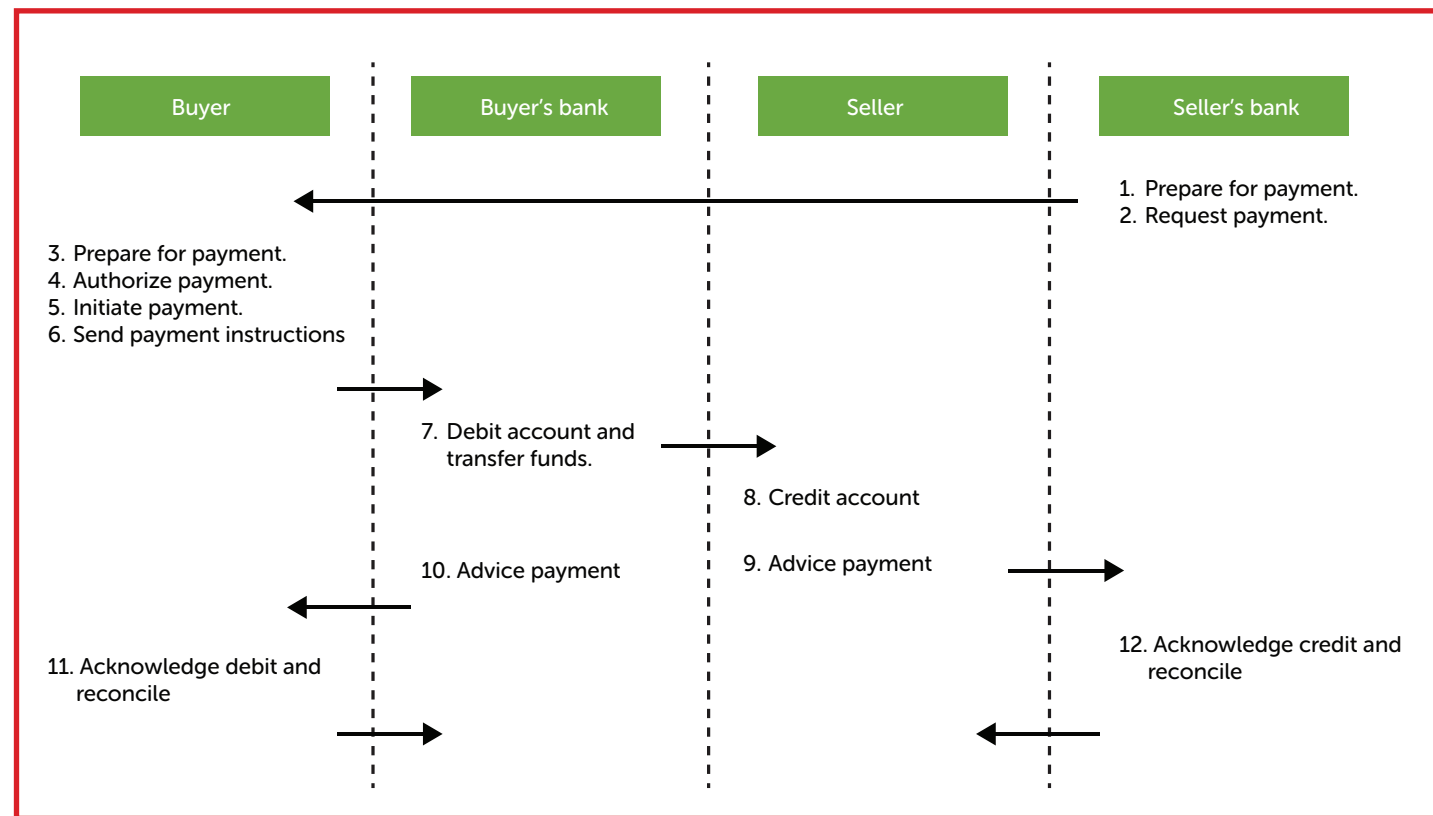 Buyer
Buyer’s bank
Seller
Seller’s bank
1. Prepare for payment.
2. Request payment.
3. Prepare for payment.
4. Authorize payment.
5. Initiate payment.
6. Send payment instructions
7. Debit account and
transfer funds.
8. Credit account
9. Advice payment
10. Advice payment
11. Acknowledge debit and
reconcile
12. Acknowledge credit and
reconcile